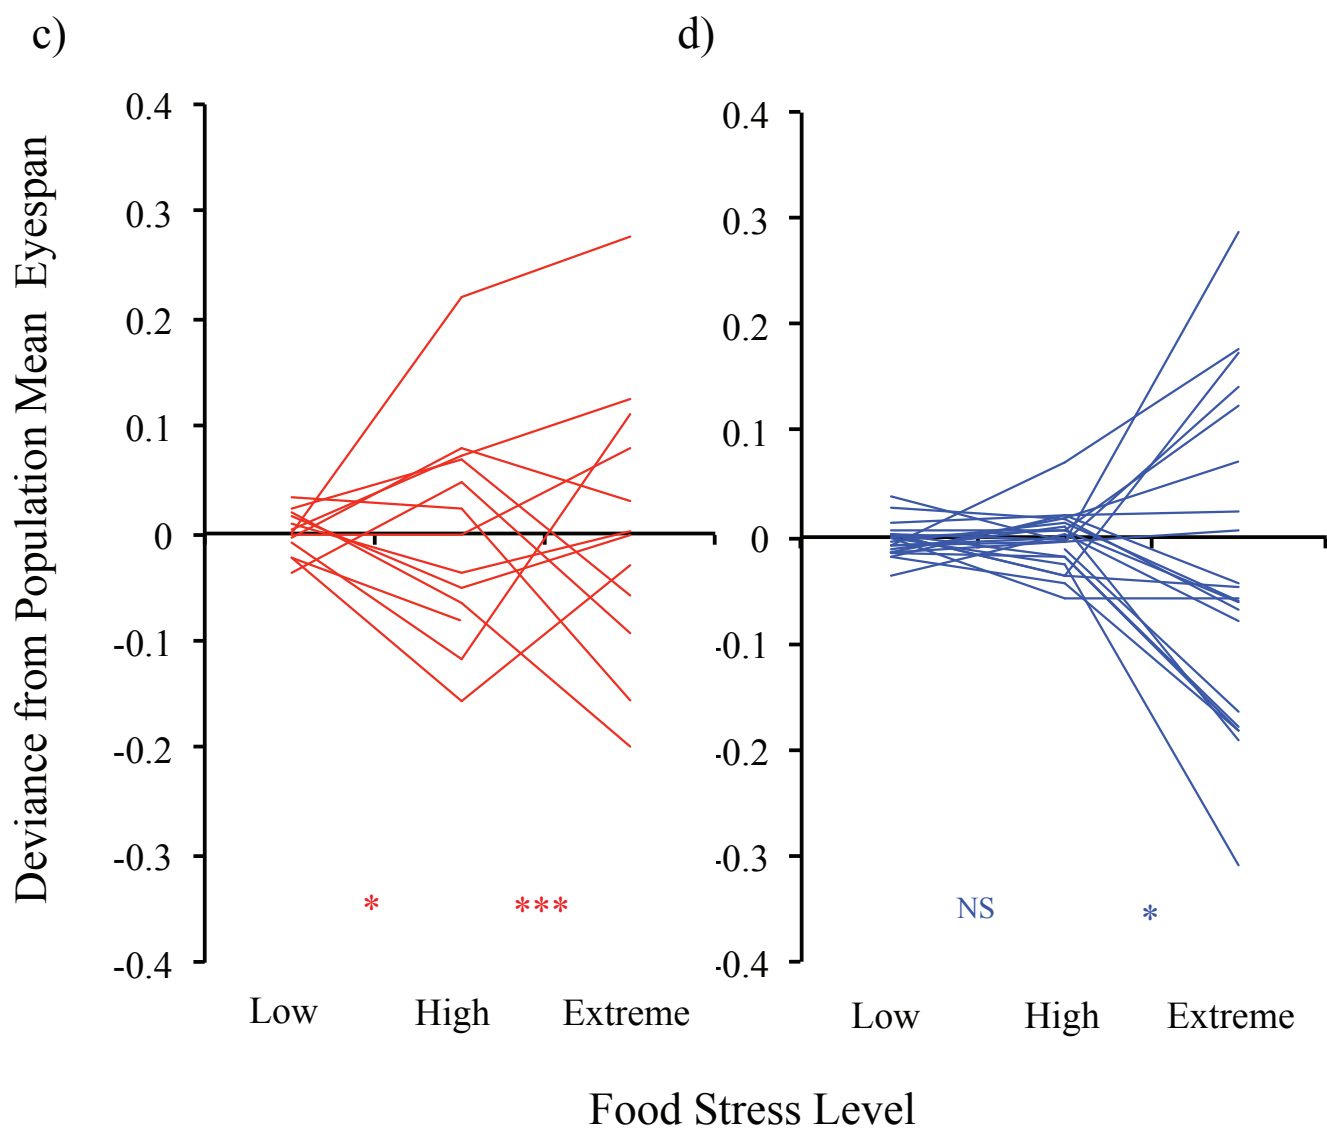 c)
d)
Deviance from Population Mean Eyespan
0.4
0.3
0.2
0.1
0
-0.1
-0.2
-0.3
-0.4
* ***
Low High Extreme
0.4
0.3
0.2
0.1
0
-0.1
-0.2
-0.3
-0.4
NS *
Low High Extreme
Food Stress Level